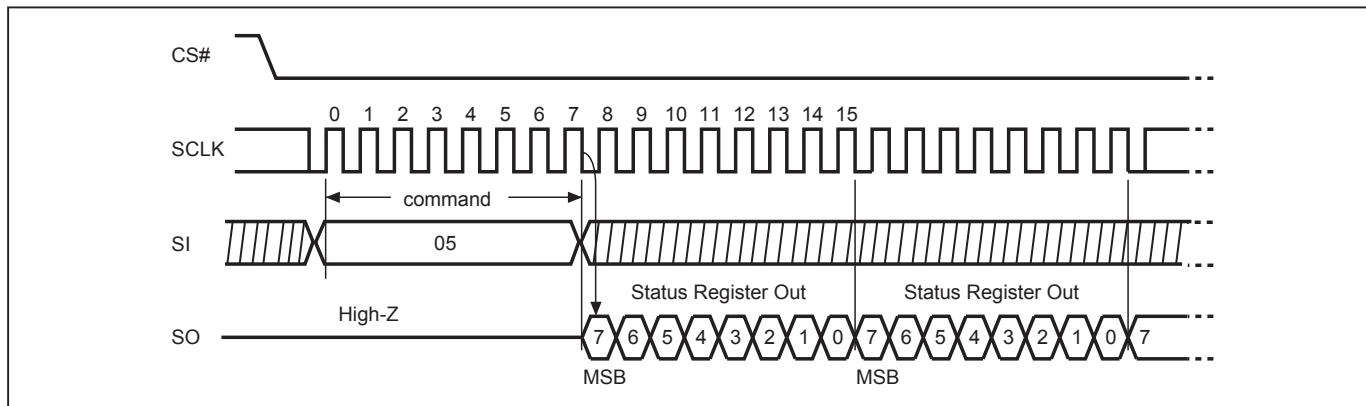 CS#
0 1 2 3 4 5 6 7 8 9 10 11 12 13 14 15
SCLK
command
SI
05
Status Register Out Status Register Out
High-Z
SO
7 6 5 4 3 2 1 0 7 6 5 4 3 2 1 0 7
MSB MSB